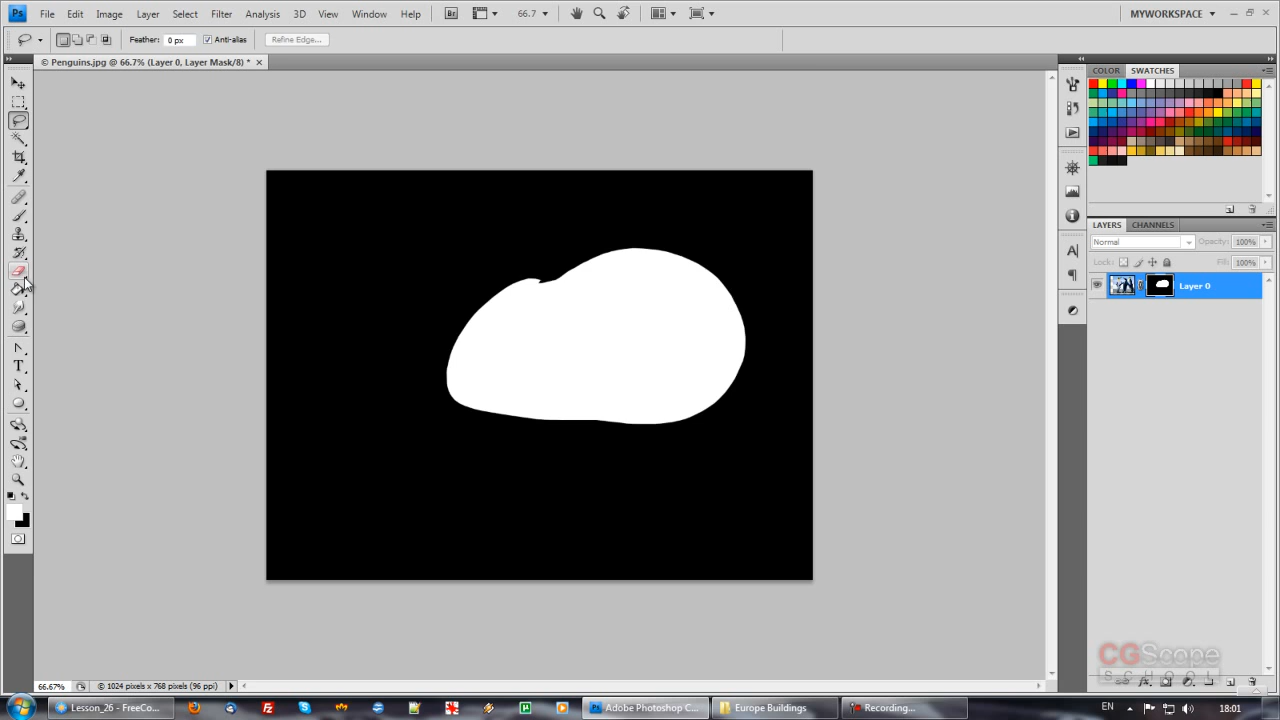 Ps File Edit Image Layer Select Filter Analysis 3D View Window Help Br 66.7 MYWORKSPACE
Feather: 0 px Anti-alias Refine Edge...
© Penguins.jpg @ 66.7% (Layer 0, Layer Mask/8) * ×
COLOR SWATCHES
LAYERS CHANNELS
Normal Opacity: 100%
Lock: Fill: 100%
Layer 0
T
CGScope
SCHOOL
66.67% © 1024 pixels x 768 pixels (96 ppi)
Lesson_26 - FreeCo... Adobe Photoshop C... Europe Buildings Recording... EN 18:01